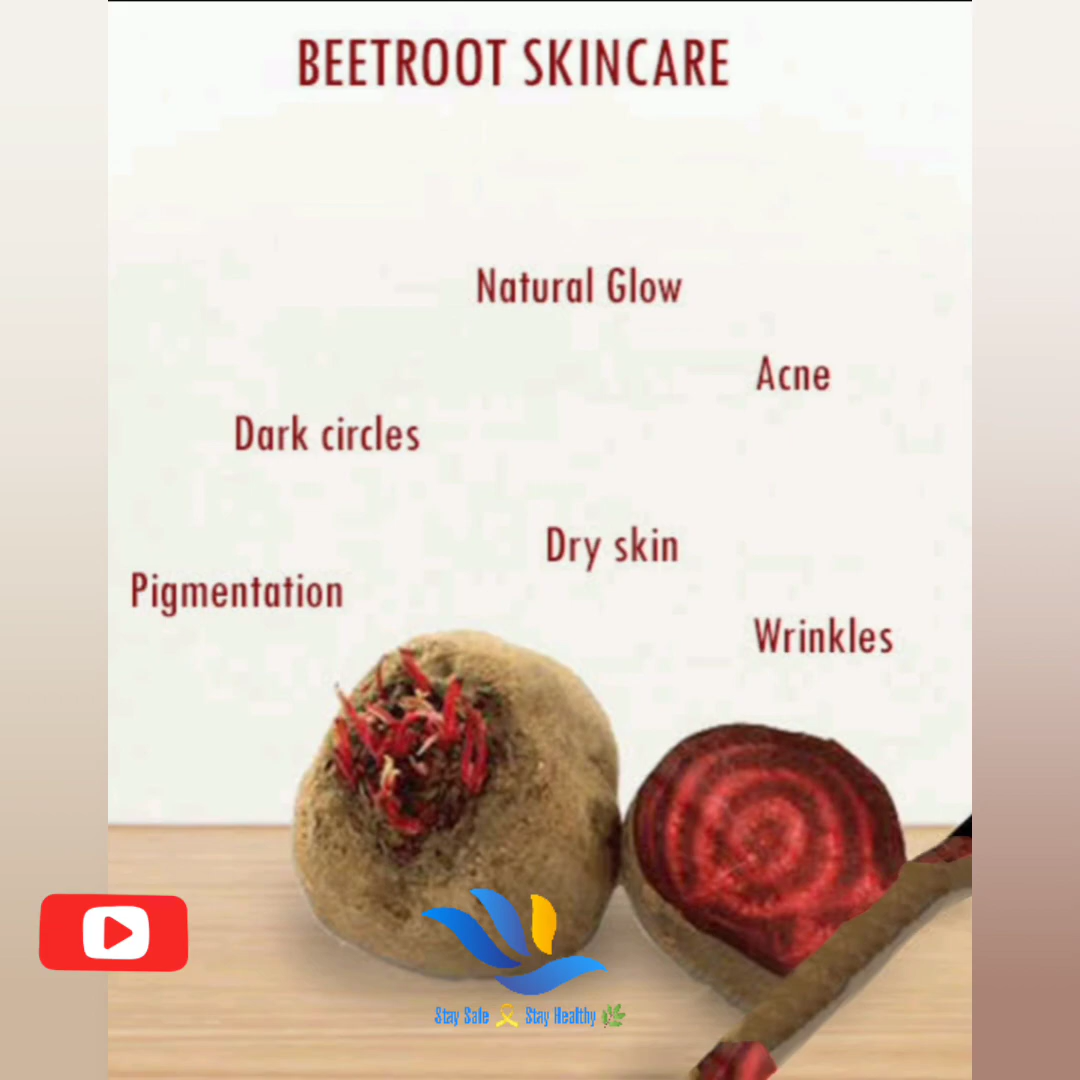 BEETROOT SKINCARE
Natural Glow
Acne
Dark circles
Dry skin
Pigmentation
Wrinkles
Stay Safe 🎗 Stay Healthy 🌿